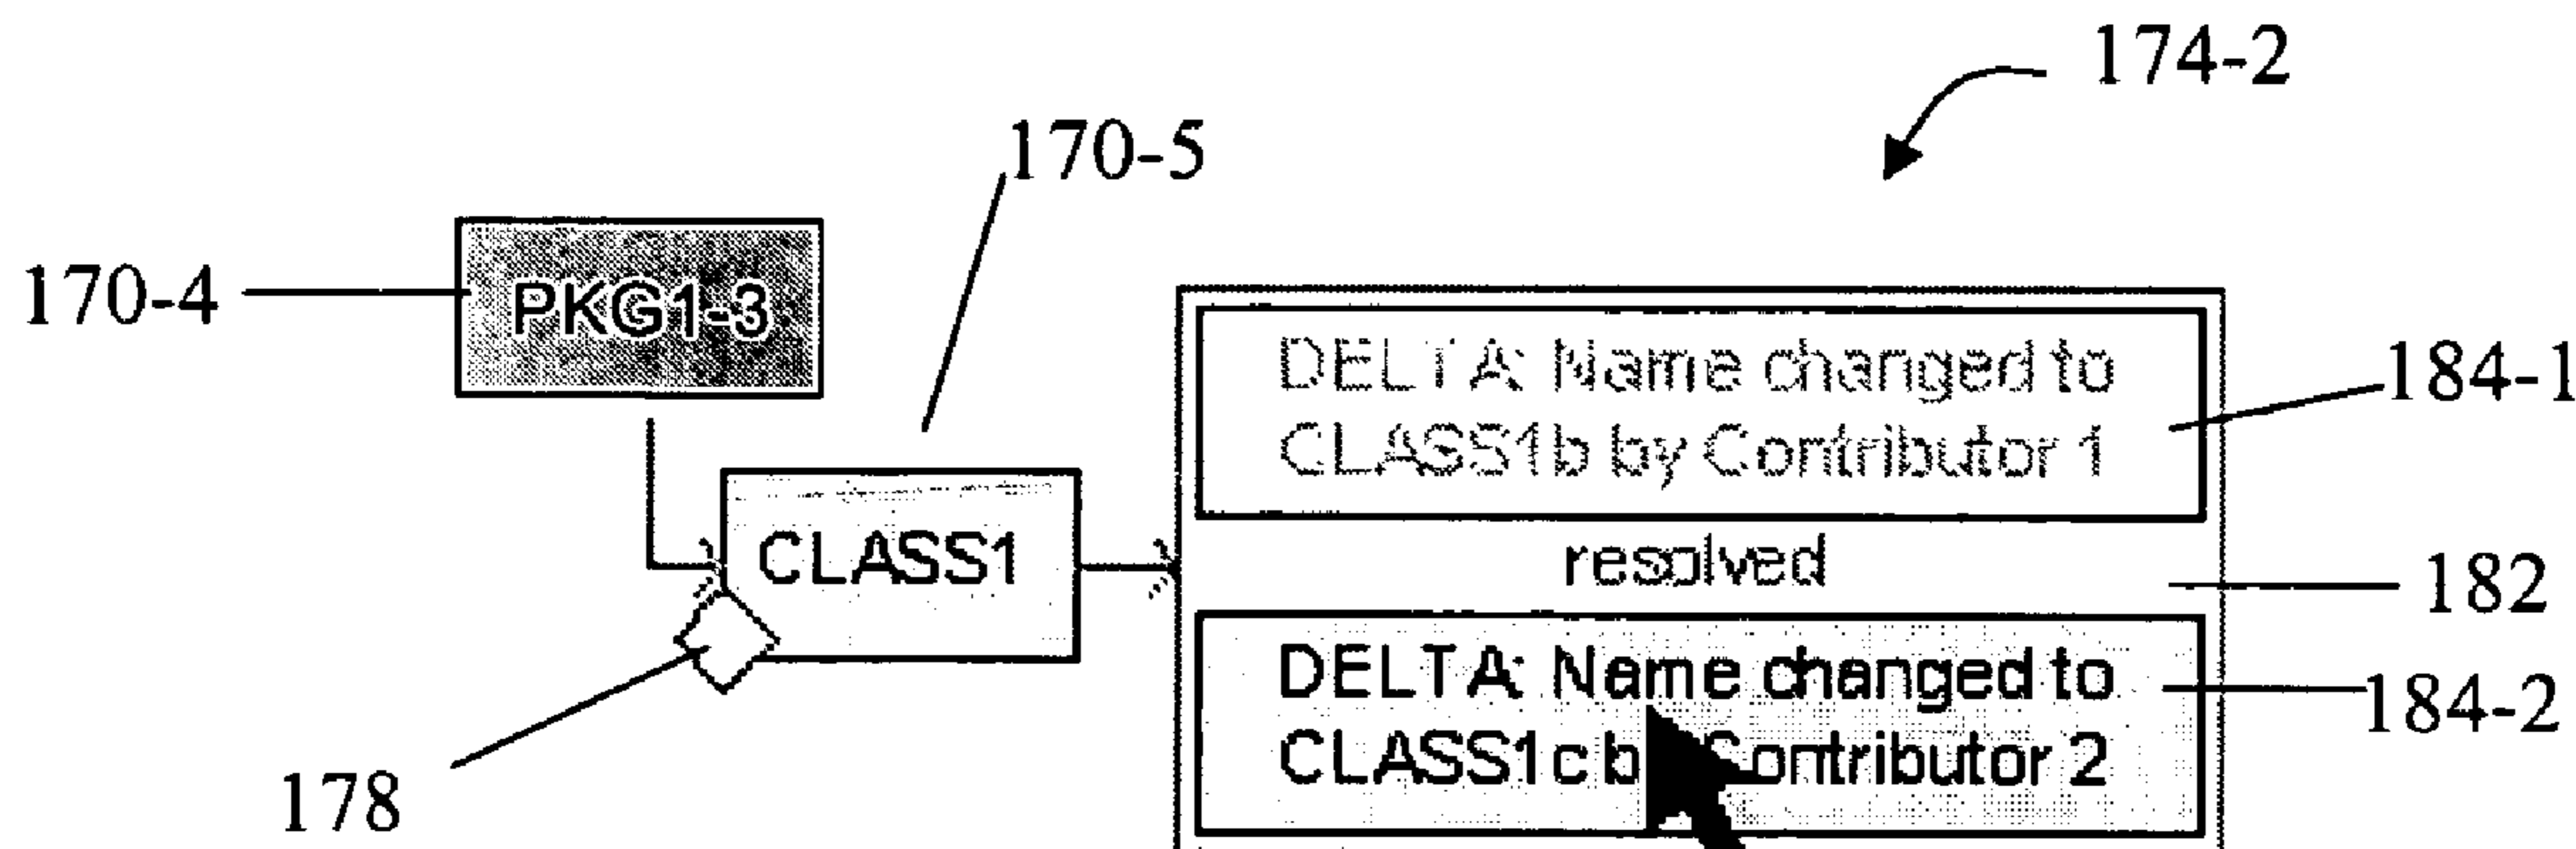 174-2
170-5
170-4
PKG1-3
DELTA: Name changed to
CLASS1b by Contributor 1
184-1
CLASS1
resolved
182
DELTA: Name changed to
CLASS1c b Contributor 2
184-2
178